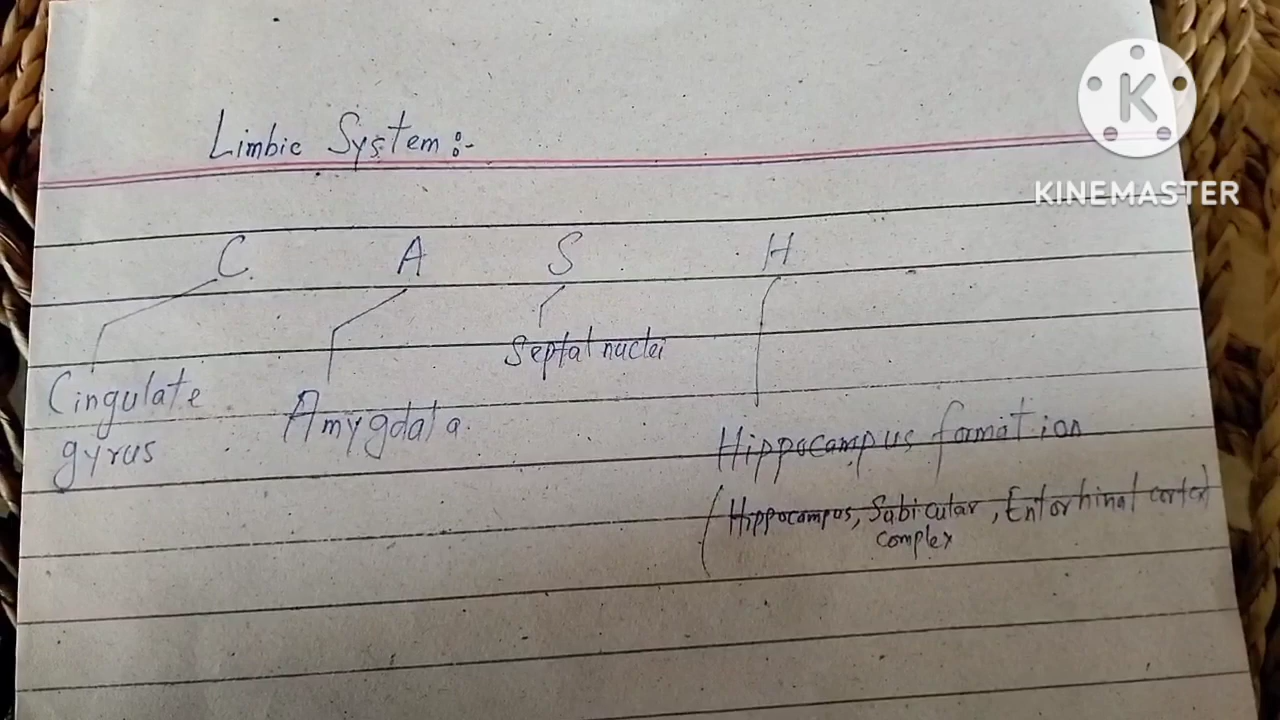 Limbic System :-
C A S H
Septal nuclei
Cingulate
gyrus
Amygdala
Hippocampus formation
(Hippocampus, Subicular, Entorhinal cortex
complex
K
KINEMASTER